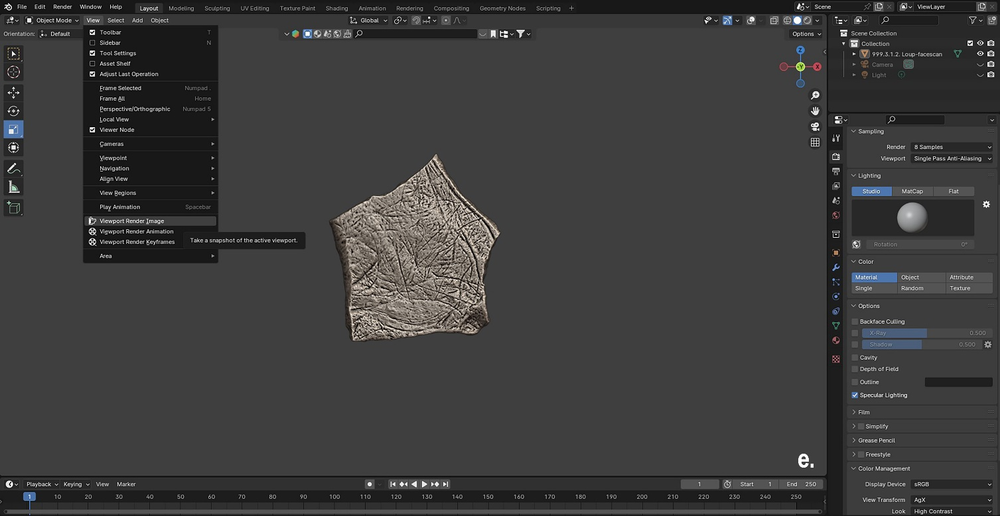 File Edit Render Window Help Layout Modeling Sculpting UV Editing Texture Paint Shading Animation Rendering Compositing Geometry Nodes Scripting + Scene ViewLayer
Object Mode View Select Add Object Global
Orientation: Default Options
Toolbar T
Sidebar N
Tool Settings
Asset Shelf
Adjust Last Operation
Frame Selected Numpad .
Frame All Home
Perspective/Orthographic Numpad 5
Local View
Viewer Node
Cameras
Viewpoint
Navigation
Align View
View Regions
Play Animation Spacebar
Viewport Render Image
Viewport Render Animation
Viewport Render Keyframes
Take a snapshot of the active viewport.
Area
Z
Y
X
e.
Scene Collection
Collection
999.3.1.2. Loup-facescan
Camera
Light
Sampling
Render 8 Samples
Viewport Single Pass Anti-Aliasing
Lighting
Studio MatCap Flat
Rotation 0°
Color
Material Object Attribute
Single Random Texture
Options
Backface Culling
X-Ray 0.500
Shadow 0.500
Cavity
Depth of Field
Outline
Specular Lighting
Film
Simplify
Grease Pencil
Freestyle
Color Management
Display Device sRGB
View Transform AgX
Look High Contrast
Playback Keying View Marker 1 Start 1 End 250
1 10 20 30 40 50 60 70 80 90 100 110 120 130 140 150 160 170 180 190 200 210 220 230 240 250